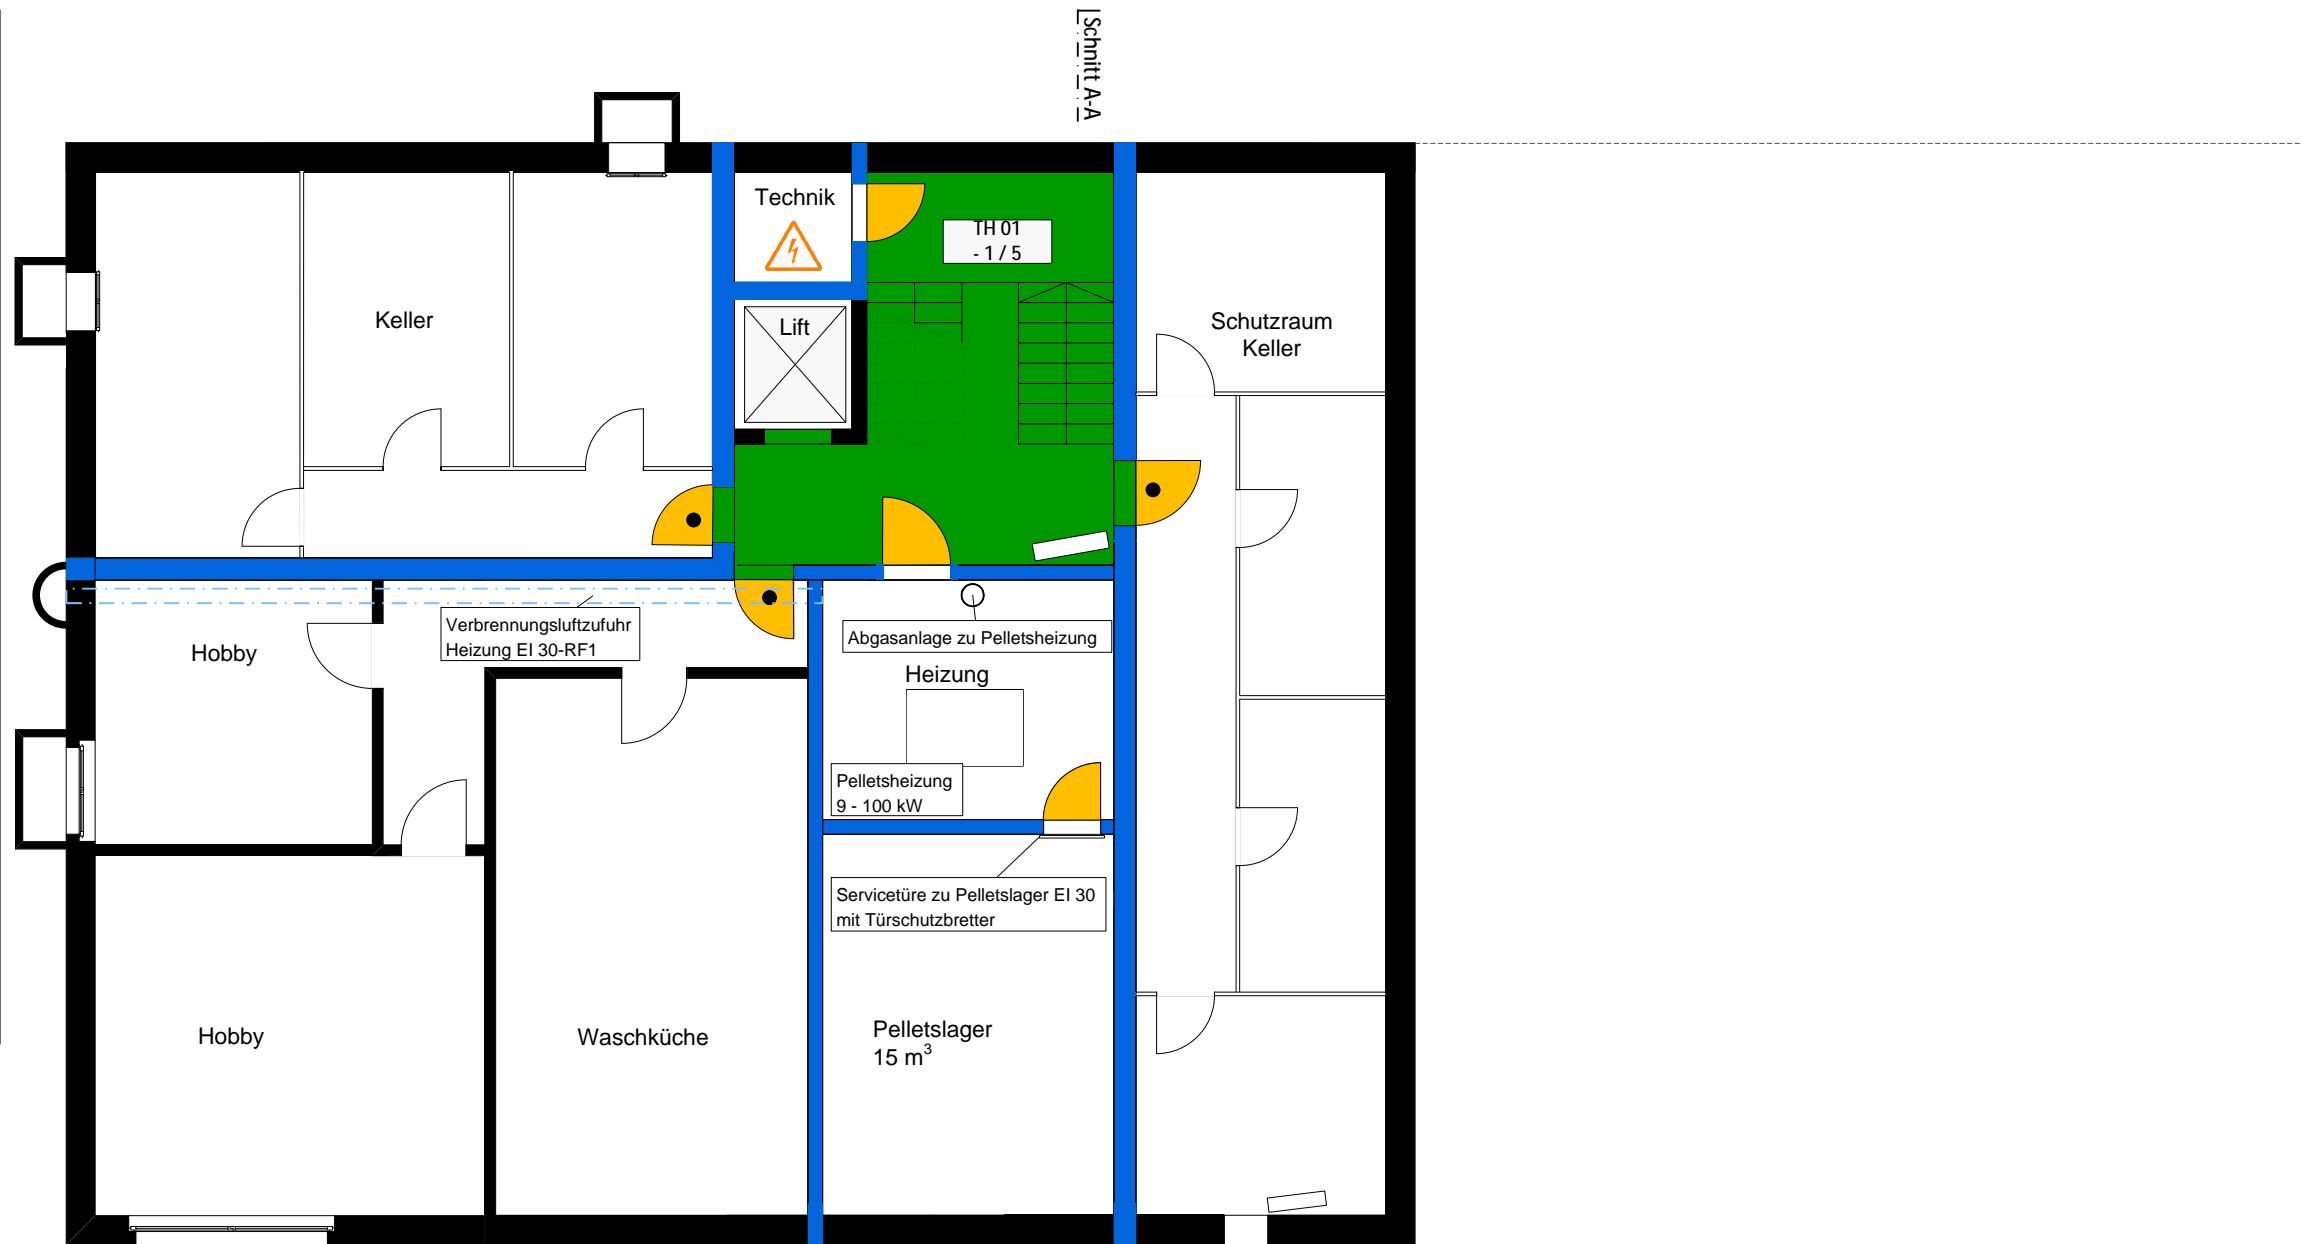 Schnitt A-A
Technik
TH 01
- 1 / 5
Lift
Keller
Schutzraum
Keller
Verbrennungsluftzufuhr
Heizung EI 30-RF1
Hobby
Abgasanlage zu Pelletsheizung
Heizung
Pelletsheizung
9 - 100 kW
Servicetüre zu Pelletslager EI 30
mit Türschutzbretter
Hobby
Waschküche
Pelletslager
15 m³